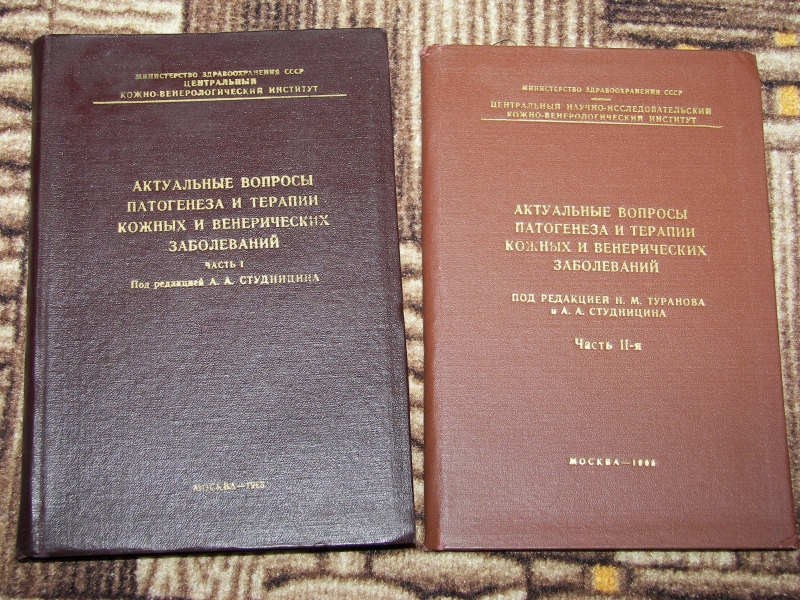 МИНИСТЕРСТВО ЗДРАВООХРАНЕНИЯ СССР
ЦЕНТРАЛЬНЫЙ
КОЖНО-ВЕНЕРОЛОГИЧЕСКИЙ ИНСТИТУТ
АКТУАЛЬНЫЕ ВОПРОСЫ
ПАТОГЕНЕЗА И ТЕРАПИИ
КОЖНЫХ И ВЕНЕРИЧЕСКИХ
ЗАБОЛЕВАНИЙ
ЧАСТЬ I
Под редакцией А. А. СТУДНИЦИНА
МОСКВА—
МИНИСТЕРСТВО ЗДРАВООХРАНЕНИЯ СССР
ЦЕНТРАЛЬНЫЙ НАУЧНО-ИССЛЕДОВАТЕЛЬСКИЙ
КОЖНО-ВЕНЕРОЛОГИЧЕСКИЙ ИНСТИТУТ
АКТУАЛЬНЫЕ ВОПРОСЫ
ПАТОГЕНЕЗА И ТЕРАПИИ
КОЖНЫХ И ВЕНЕРИЧЕСКИХ
ЗАБОЛЕВАНИЙ
ПОД РЕДАКЦИЕЙ Н. М. ТУРАНОВА
и А. А. СТУДНИЦИНА
Часть II-я
МОСКВА—1965